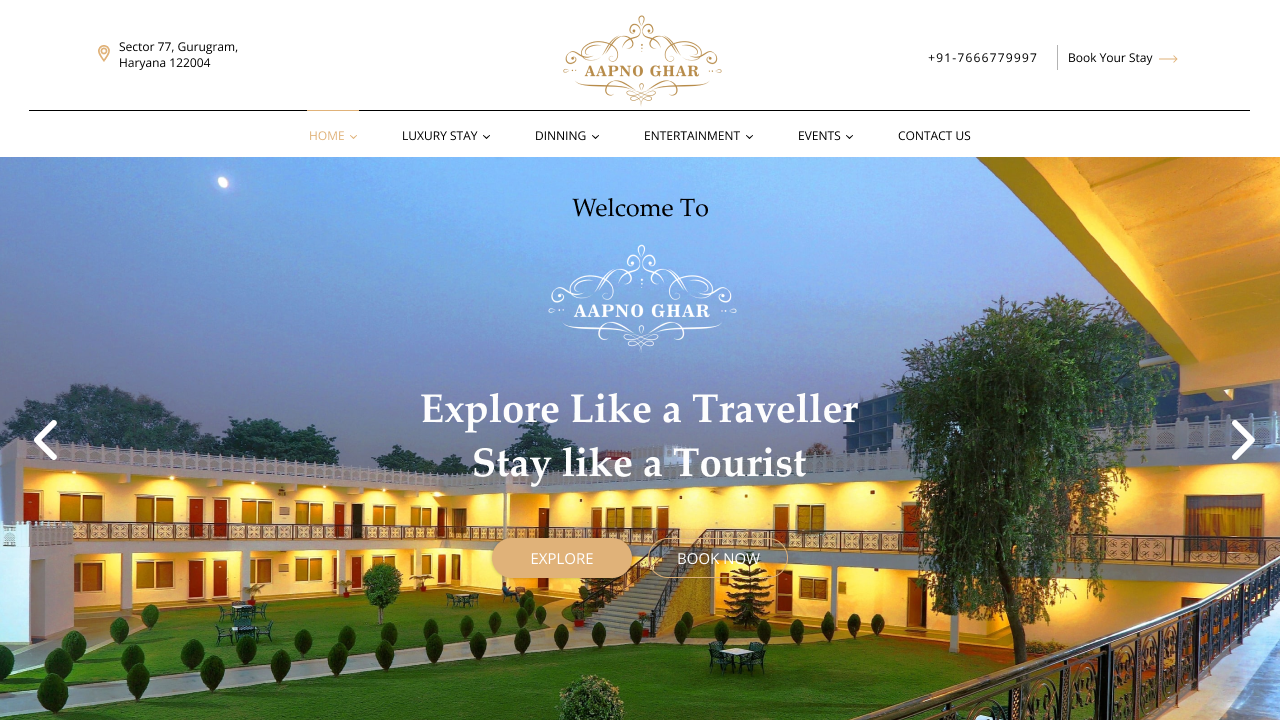 Sector 77, Gurugram,
Haryana 122004
AAPNO GHAR
+91-7666779997
Book Your Stay
HOME
LUXURY STAY
DINNING
ENTERTAINMENT
EVENTS
CONTACT US
Welcome To
AAPNO GHAR
Explore Like a Traveller
Stay like a Tourist
EXPLORE
BOOK NOW